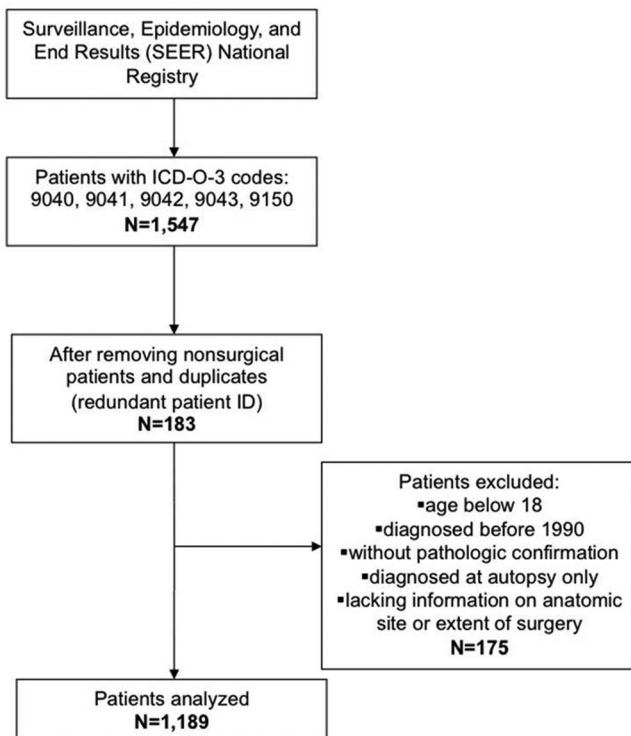 Surveillance, Epidemiology, and
End Results (SEER) National
Registry
Patients with ICD-O-3 codes:
9040, 9041, 9042, 9043, 9150
N=1,547
After removing nonsurgical
patients and duplicates
(redundant patient ID)
N=183
Patients excluded:
▪age below 18
▪diagnosed before 1990
▪without pathologic confirmation
▪diagnosed at autopsy only
▪lacking information on anatomic
site or extent of surgery
N=175
Patients analyzed
N=1,189